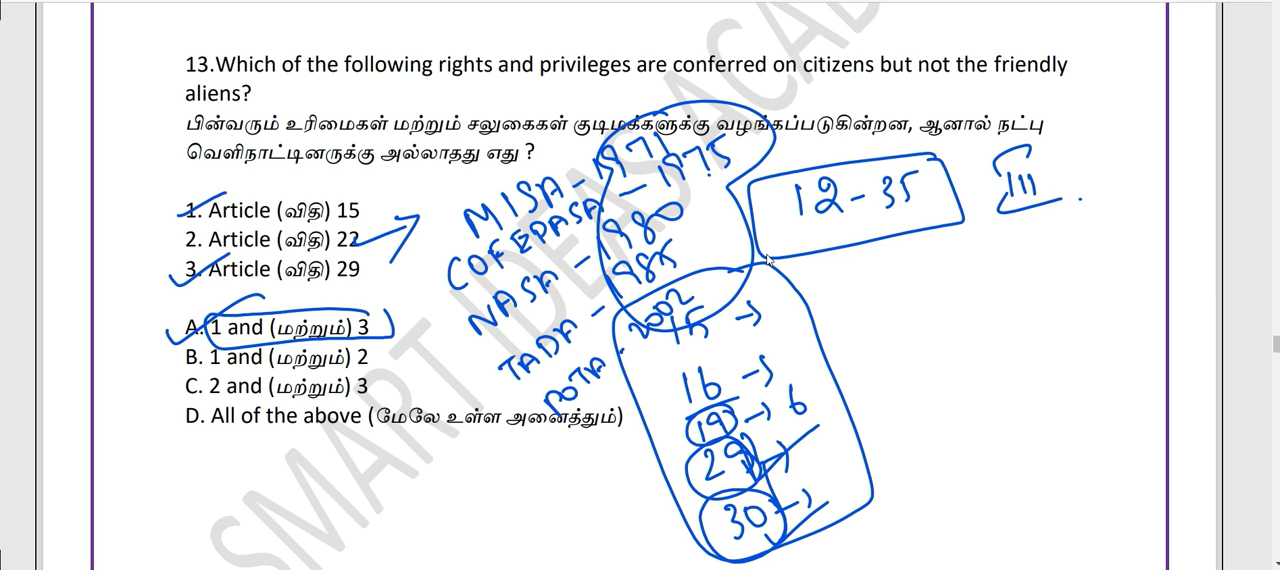 13.Which of the following rights and privileges are conferred on citizens but not the friendly
aliens?
பின்வரும் உரிமைகள் மற்றும் சலுகைகள் குடிமக்களுக்கு வழங்கப்படுகின்றன, ஆனால் நட்பு
வெளிநாட்டினருக்கு அல்லாதது எது ?
1. Article (விதி) 15
2. Article (விதி) 22
3. Article (விதி) 29
A. 1 and (மற்றும்) 3
B. 1 and (மற்றும்) 2
C. 2 and (மற்றும்) 3
D. All of the above (மேலே உள்ள அனைத்தும்)
MISA - 1971
COFEPASA - 1975
NASA - 1980
TADA - 1985
POTA - 2002
12 - 35
III
15
16
19 6
29
30
SMART IDEAS ACAD